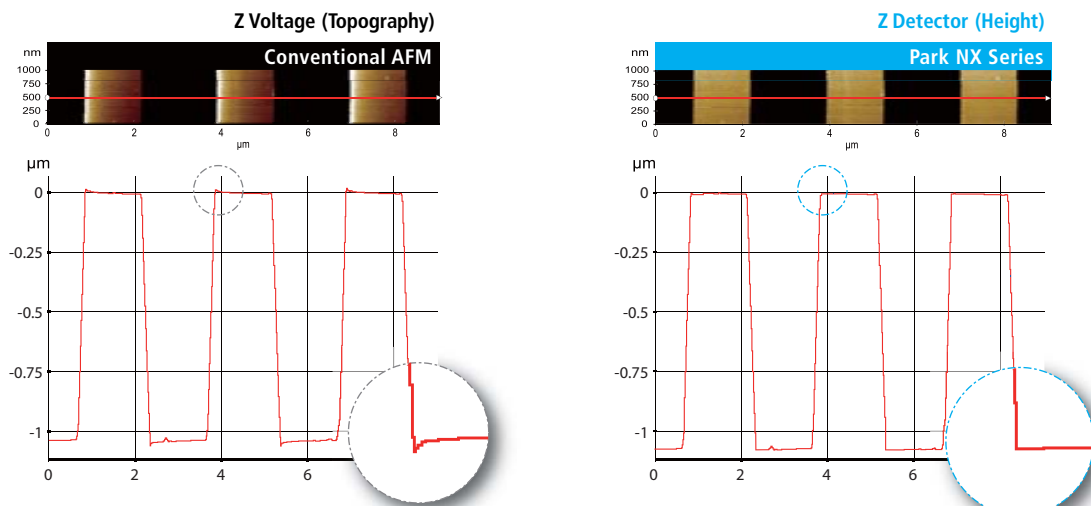 Z Voltage (Topography)
Conventional AFM
nm
1000
750
500
250
0
0 2 4 6 8
µm
µm
0
-0.25
-0.5
-0.75
-1
0 2 4 6
Z Detector (Height)
Park NX Series
nm
1000
750
500
250
0
0 2 4 6 8
µm
µm
0
-0.25
-0.5
-0.75
-1
0 2 4 6